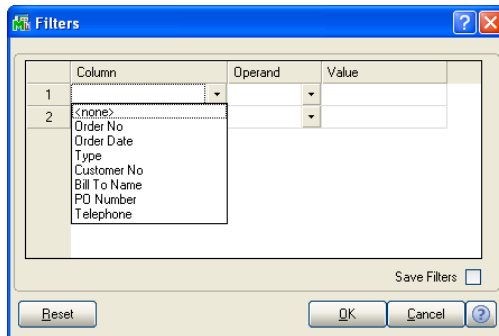 Filters
Column Operand Value
1
<none>
2
Order No
Order Date
Type
Customer No
Bill To Name
PO Number
Telephone
Save Filters
Reset OK Cancel